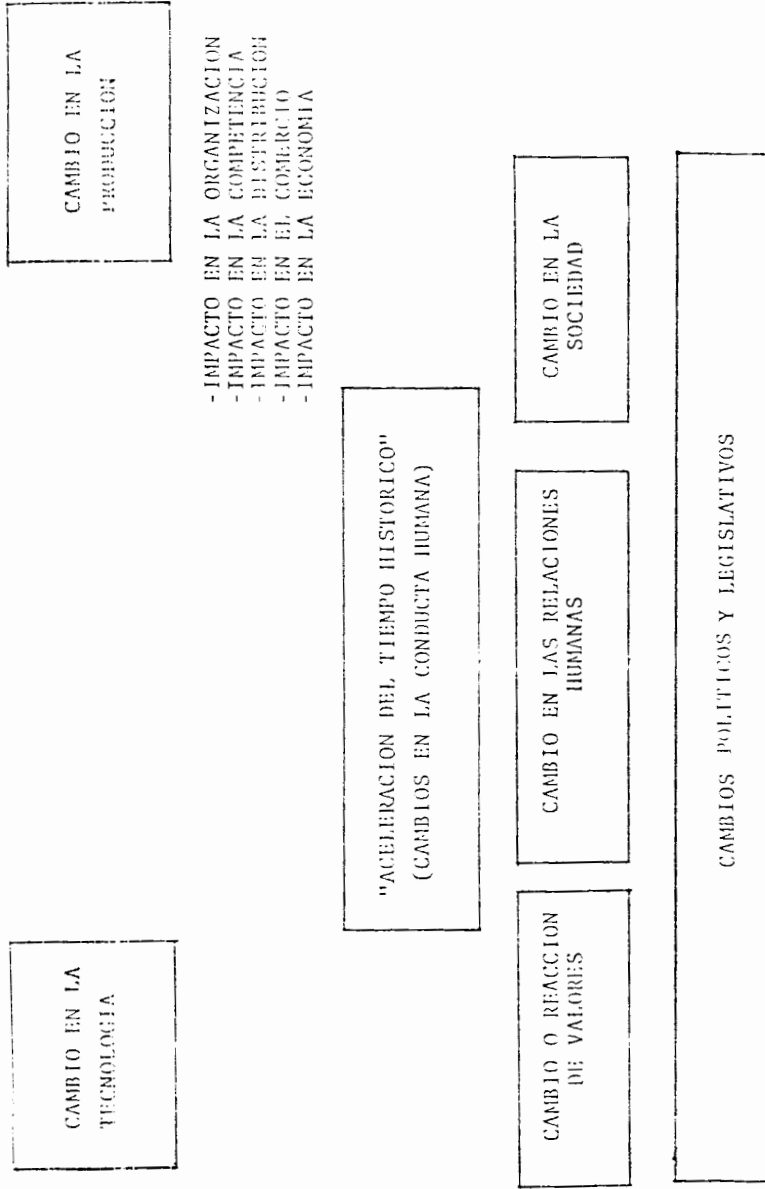 CAMBIO EN LA
TECNOLOGIA
CAMBIO EN LA
PRODUCCION
- IMPACTO EN LA ORGANIZACION
- IMPACTO EN LA COMPETENCIA
- IMPACTO EN LA DISTRIBUCION
- IMPACTO EN EL COMERCIO
- IMPACTO EN LA ECONOMIA
"ACELERACION DEL TIEMPO HISTORICO"
(CAMBIOS EN LA CONDUCTA HUMANA)
CAMBIO O REACCION
DE VALORES
CAMBIO EN LAS RELACIONES
HUMANAS
CAMBIO EN LA
SOCIEDAD
CAMBIOS POLITICOS Y LEGISLATIVOS